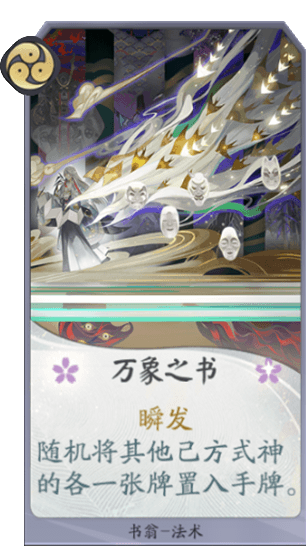 万象之书
瞬发
随机将其他己方式神
的各一张牌置入手牌。
书翁-法术